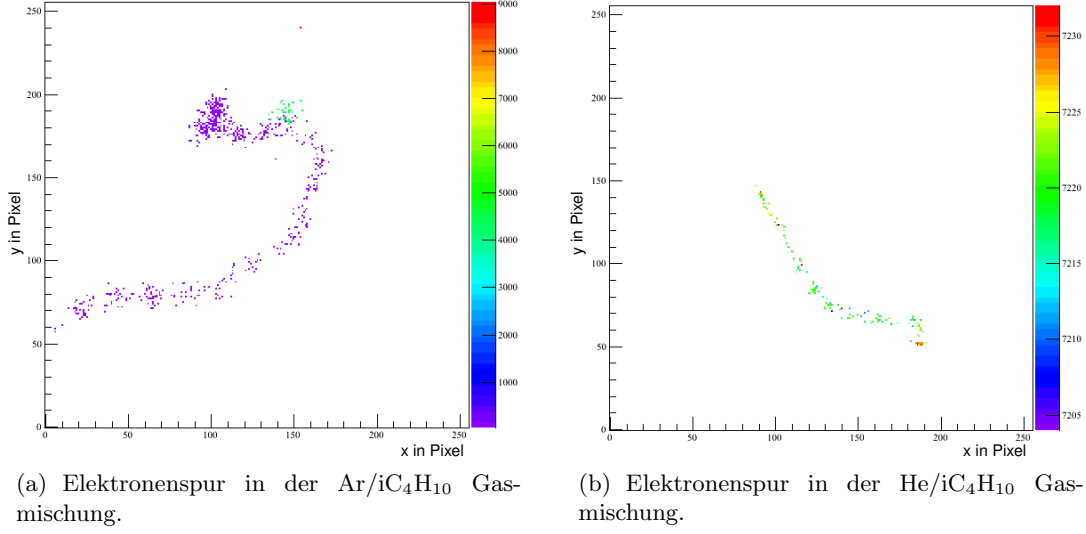 250
200
150
100
50
0
y in Pixel
0 50 100 150 200 250
x in Pixel
9000
8000
7000
6000
5000
4000
3000
2000
1000
250
200
150
100
50
0
y in Pixel
0 50 100 150 200 250
x in Pixel
7230
7225
7220
7215
7210
7205
(a) Elektronenspur in der Ar/iC₄H₁₀ Gas-
mischung.
(b) Elektronenspur in der He/iC₄H₁₀ Gas-
mischung.